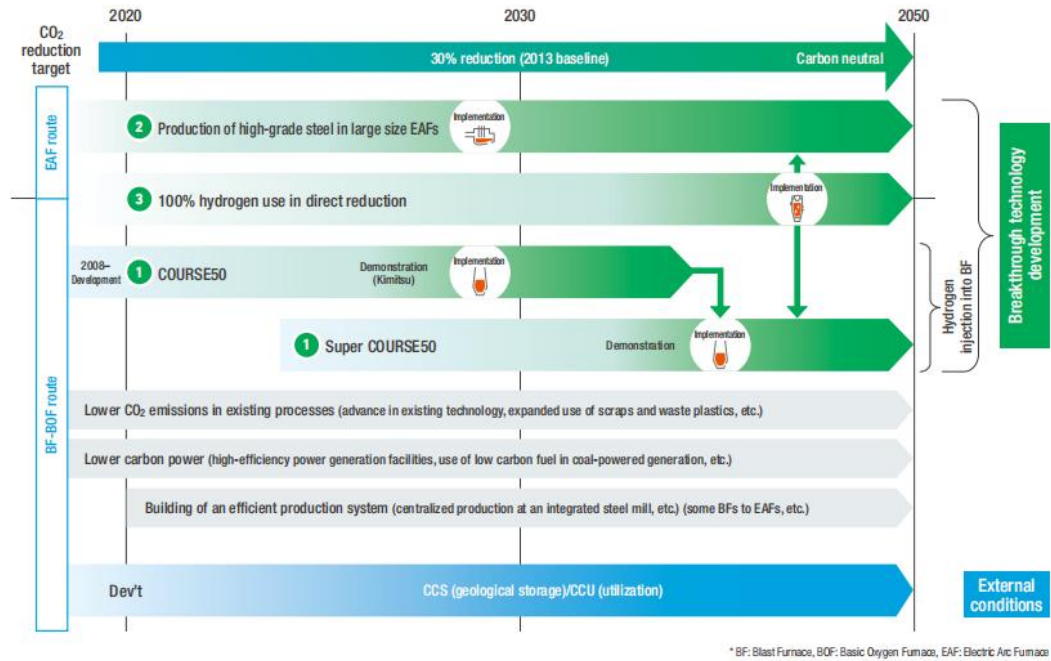 2020
2030
2050
CO2
reduction
target
30% reduction (2013 baseline)
Carbon neutral
EAF route
2 Production of high-grade steel in large size EAFs
Implementation
3 100% hydrogen use in direct reduction
Implementation
2008–
Development
1 COURSE50
Demonstration
(Kimitsu)
Implementation
1 Super COURSE50
Demonstration
Implementation
Hydrogen
injection into BF
Breakthrough technology
development
BF-BOF route
Lower CO2 emissions in existing processes (advance in existing technology, expanded use of scraps and waste plastics, etc.)
Lower carbon power (high-efficiency power generation facilities, use of low carbon fuel in coal-powered generation, etc.)
Building of an efficient production system (centralized production at an integrated steel mill, etc.) (some BFs to EAFs, etc.)
Dev't
CCS (geological storage)/CCU (utilization)
External
conditions
* BF: Blast Furnace, BOF: Basic Oxygen Furnace, EAF: Electric Arc Furnace